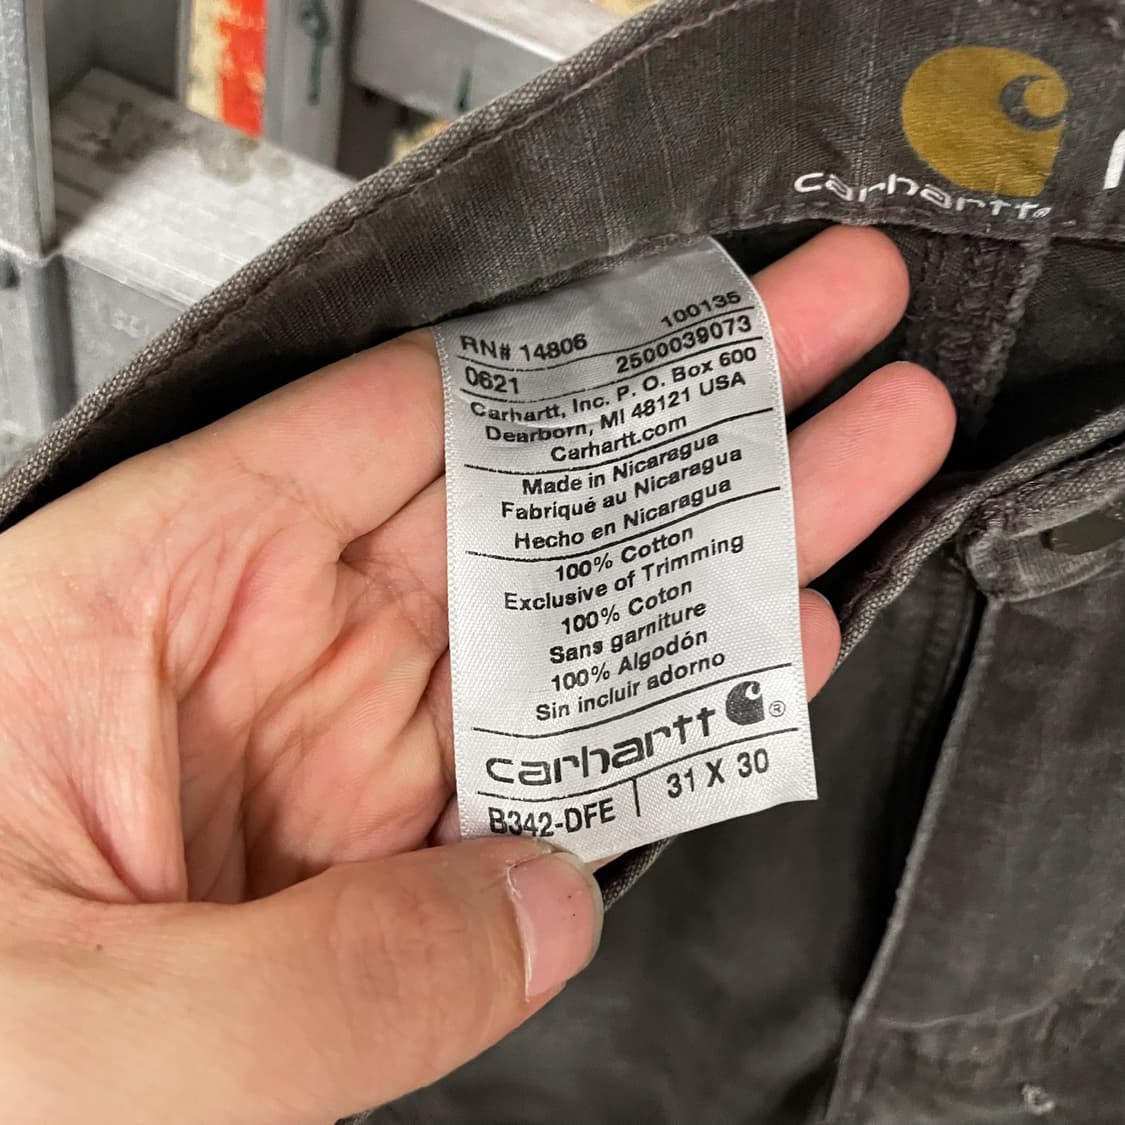 carhartt®
RN# 14806 100135
0621 2500039073
Carhartt, Inc. P. O. Box 600
Dearborn, MI 48121 USA
Carhartt.com
Made in Nicaragua
Fabriqué au Nicaragua
Hecho en Nicaragua
100% Cotton
Exclusive of Trimming
100% Coton
Sans garniture
100% Algodón
Sin incluir adorno
carhartt ®
B342-DFE | 31 X 30